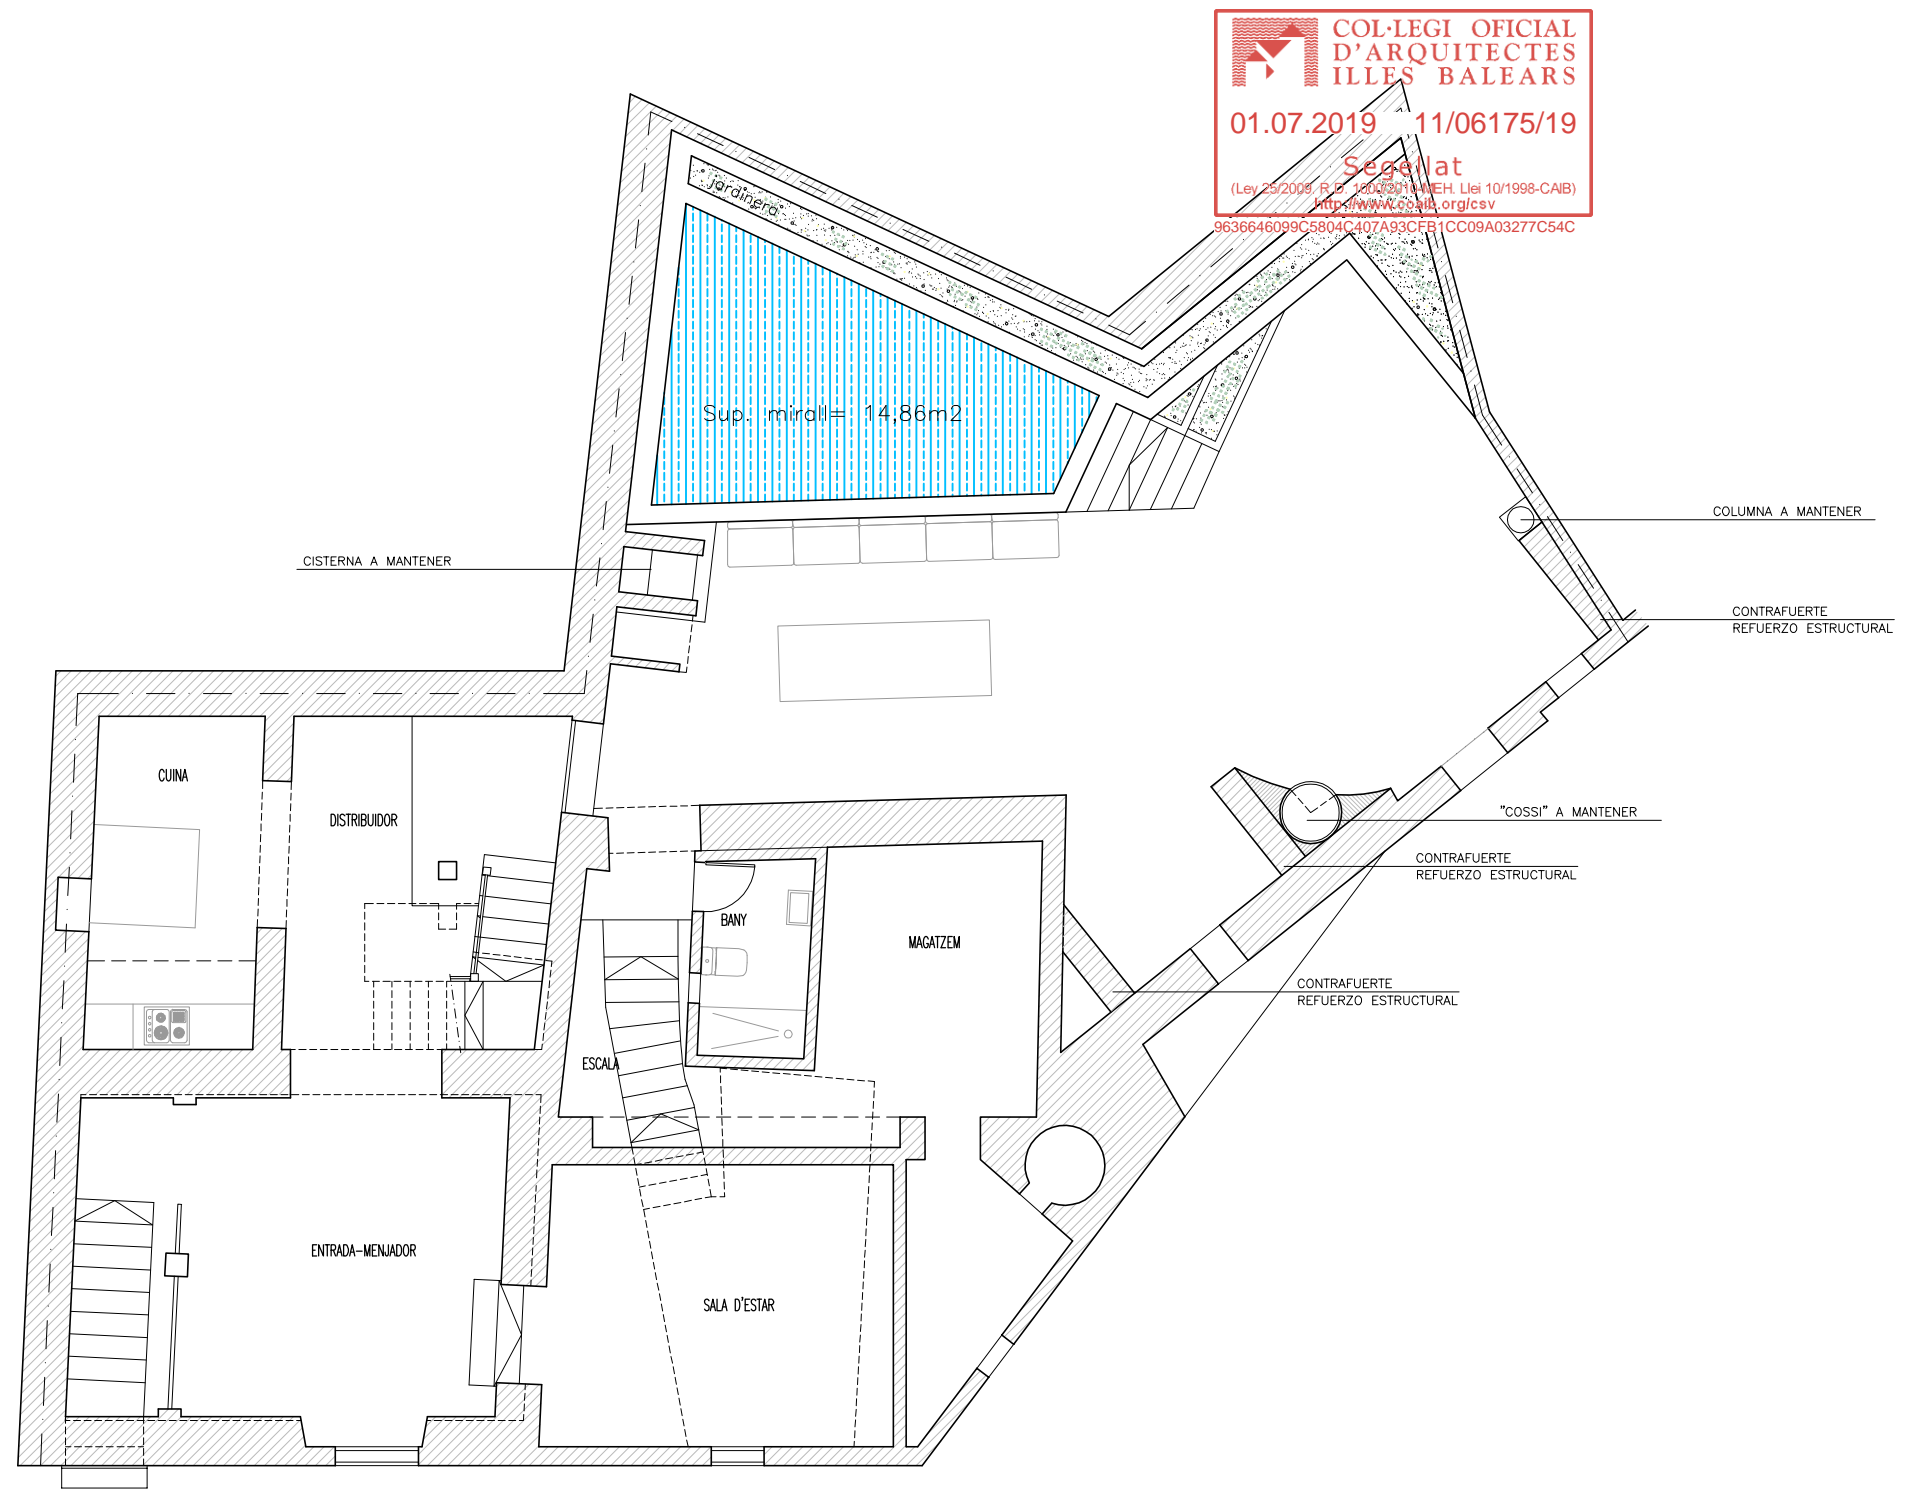 COL·LEGI OFICIAL
D'ARQUITECTES
ILLES BALEARS
01.07.2019 11/06175/19
Segellat
(Ley 25/2009, R.D. 1000/2010-MEH. Llei 10/1998-CAIB)
http://www.coaib.org/csv
9636646099C5804C407A93CFB1CC09A03277C54C
jardinera
Sup. mirall= 14,86m2
COLUMNA A MANTENER
CISTERNA A MANTENER
CONTRAFUERTE
REFUERZO ESTRUCTURAL
CUINA
DISTRIBUIDOR
"COSSI" A MANTENER
CONTRAFUERTE
REFUERZO ESTRUCTURAL
BANY
MAGATZEM
CONTRAFUERTE
REFUERZO ESTRUCTURAL
ESCALA
ENTRADA-MENJADOR
SALA D'ESTAR